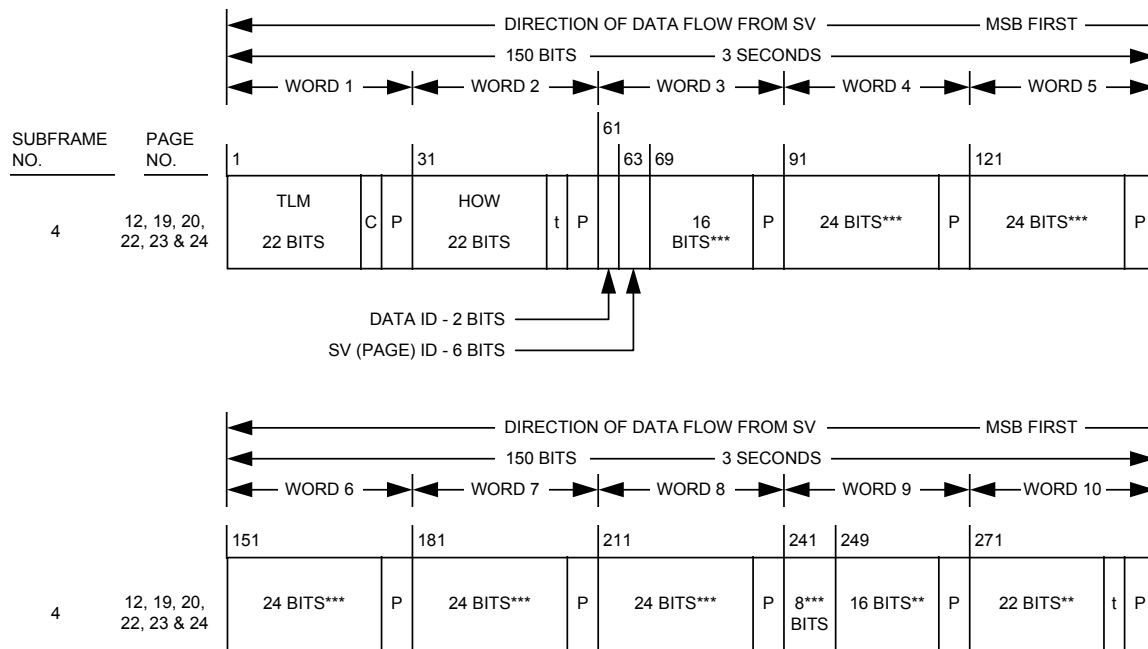 DIRECTION OF DATA FLOW FROM SV MSB FIRST
150 BITS 3 SECONDS
WORD 1 WORD 2 WORD 3 WORD 4 WORD 5
SUBFRAME NO. PAGE NO.
61
1 31 63 69 91 121
4 12, 19, 20, 22, 23 & 24
TLM 22 BITS C P HOW 22 BITS t P 16 BITS*** P 24 BITS*** P 24 BITS*** P
DATA ID - 2 BITS
SV (PAGE) ID - 6 BITS
DIRECTION OF DATA FLOW FROM SV MSB FIRST
150 BITS 3 SECONDS
WORD 6 WORD 7 WORD 8 WORD 9 WORD 10
151 181 211 241 249 271
4 12, 19, 20, 22, 23 & 24
24 BITS*** P 24 BITS*** P 24 BITS*** P 8*** BITS 16 BITS** P 22 BITS** t P